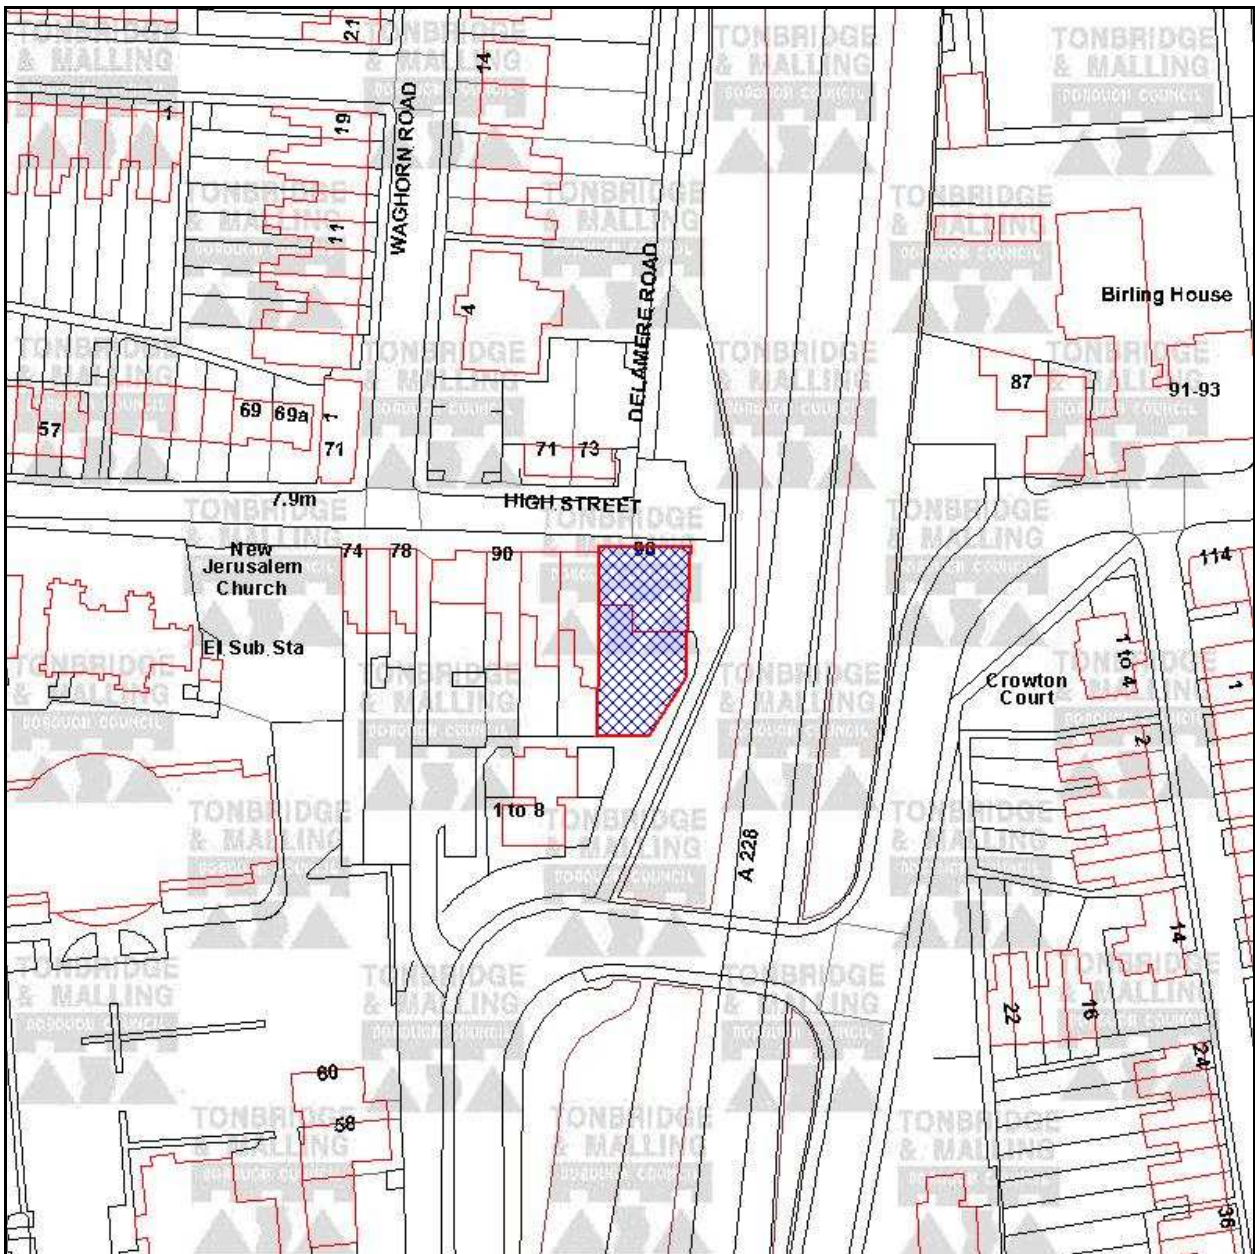 21
14
WAGHORN ROAD
19
11
4
DELAMERE ROAD
Birling House
87
91-93
57
69
69a
1
71
71
73
7.9m
HIGH STREET
New
Jerusalem
Church
74
78
90
96
114
El Sub Sta
1 to 4
1
Crowton
Court
2
1 to 8
A 228
14
22
16
24
60
58
36
TONBRIDGE
& MALLING
BOROUGH COUNCIL